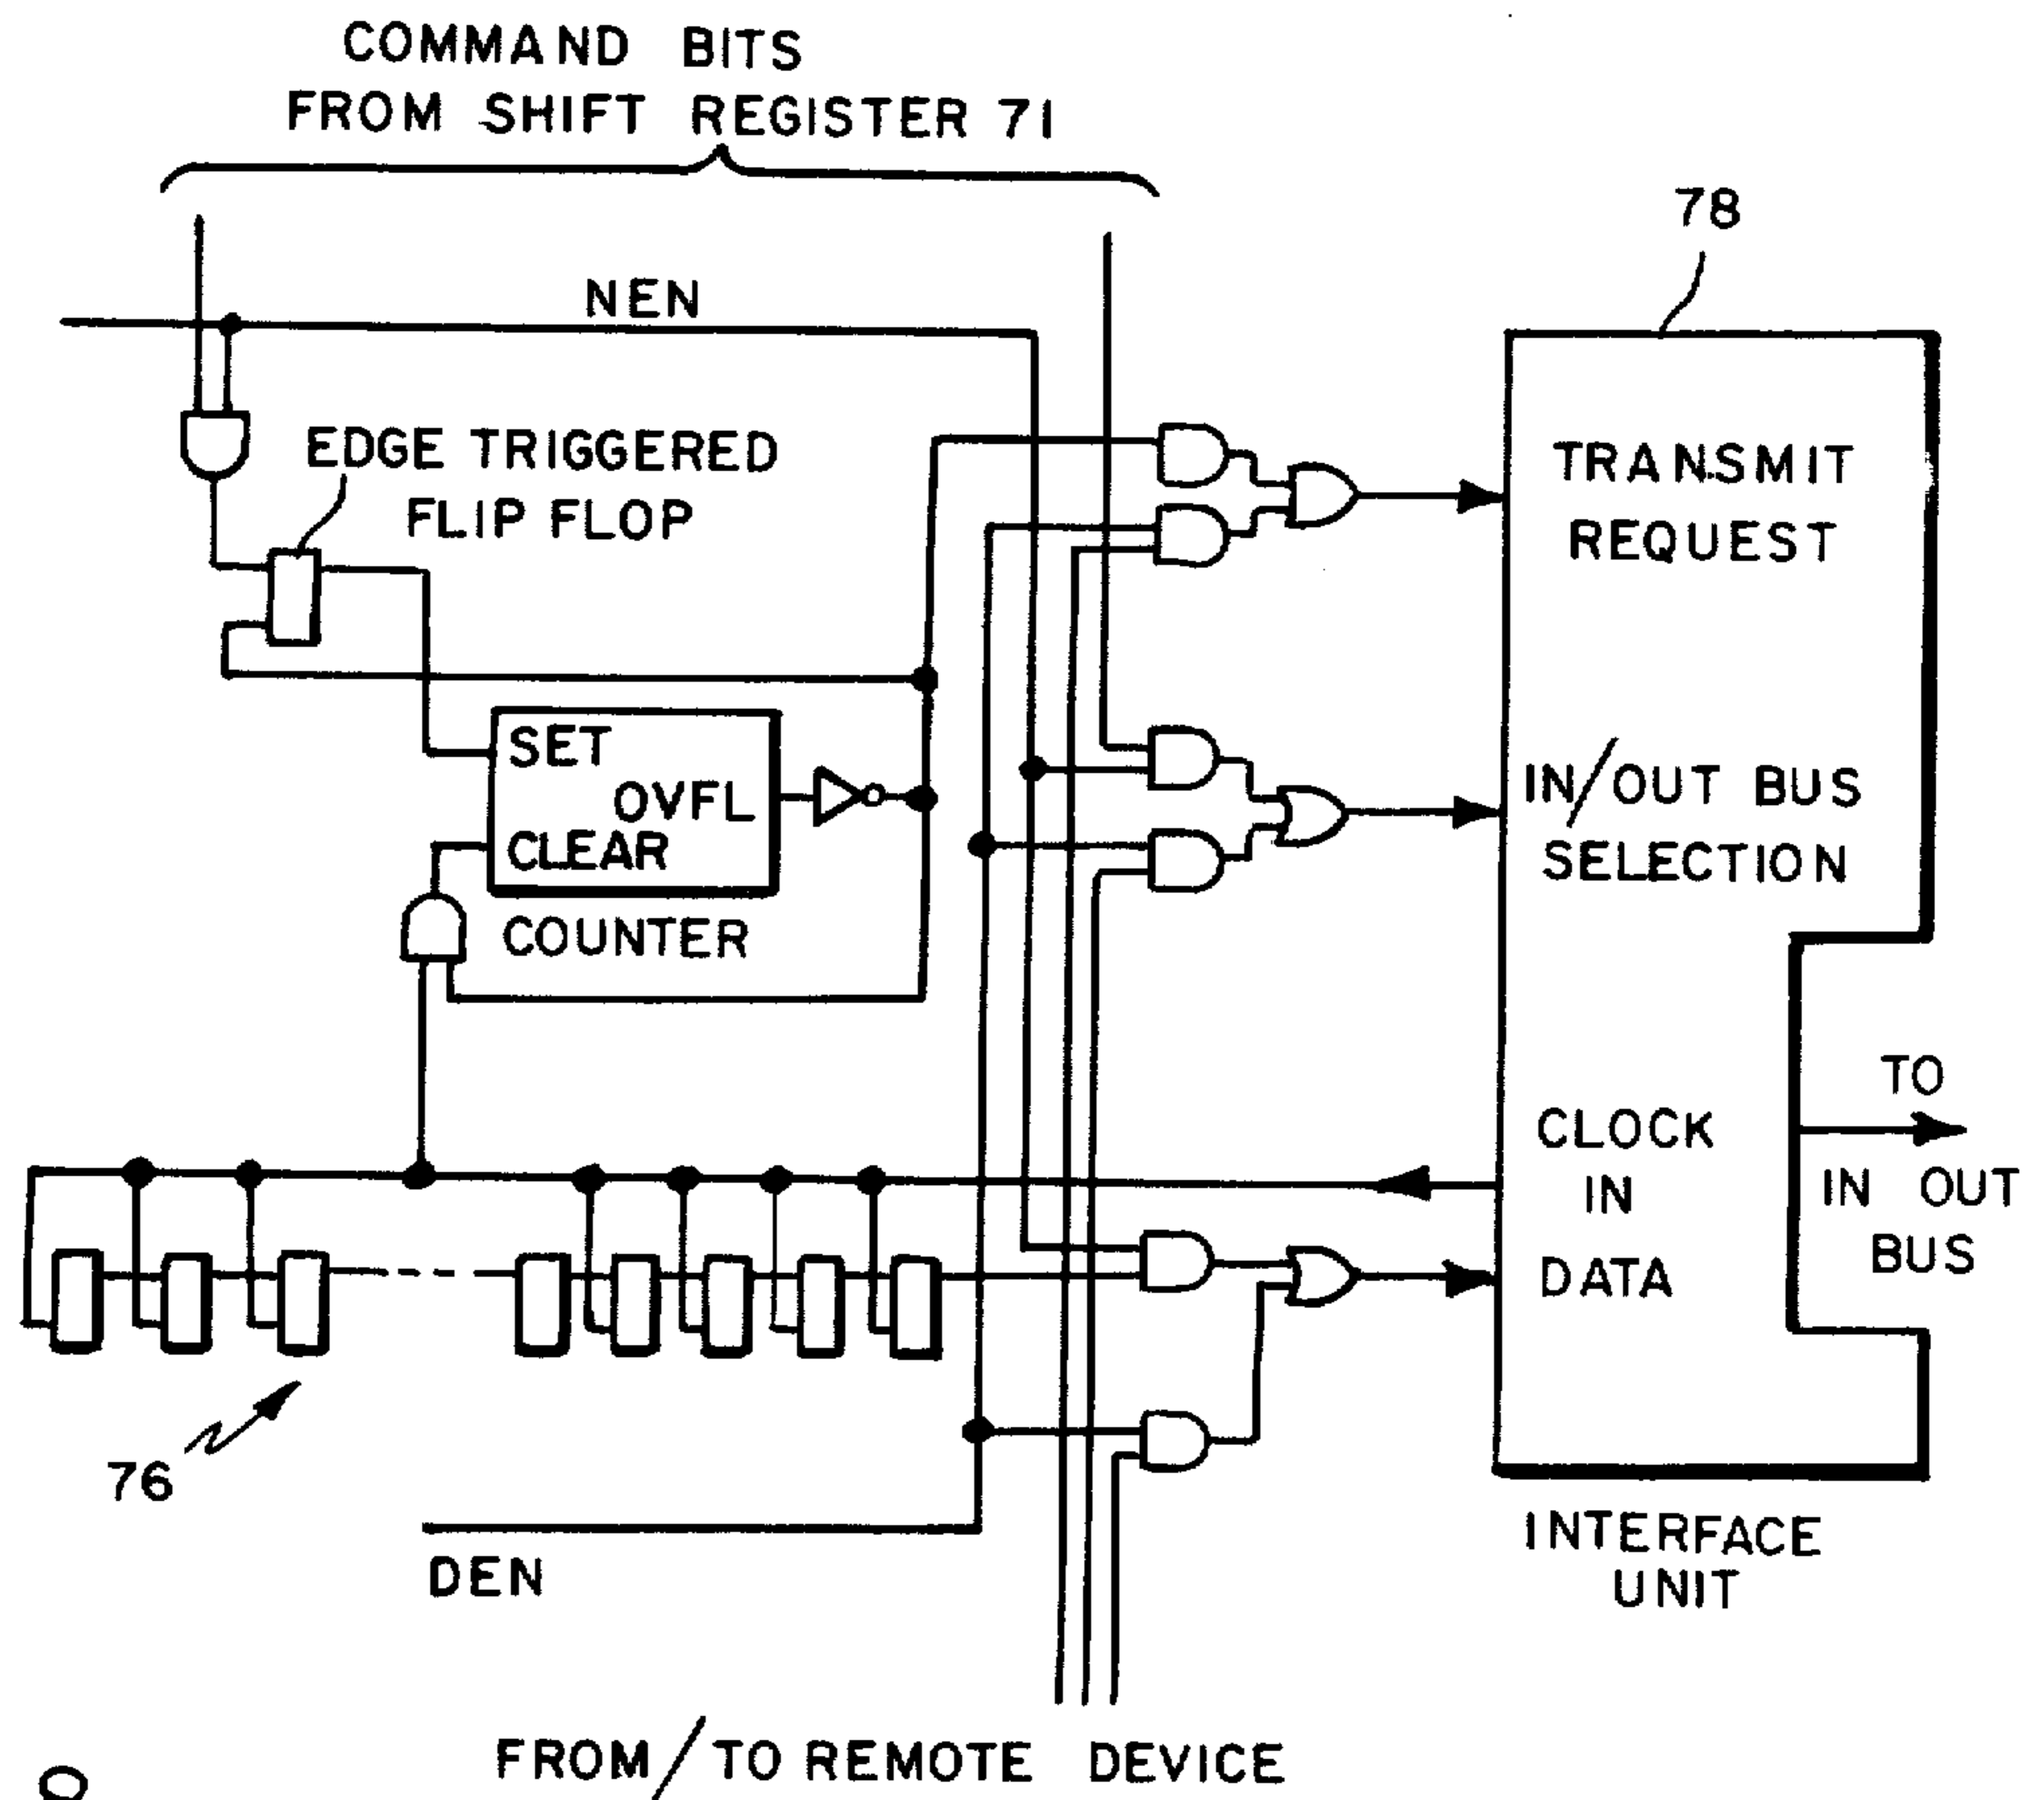 COMMAND BITS
FROM SHIFT REGISTER 71
78
NEN
EDGE TRIGGERED
FLIP FLOP
TRANSMIT
REQUEST
SET
OVFL
CLEAR
COUNTER
IN/OUT BUS
SELECTION
CLOCK
IN
DATA
TO
IN OUT
BUS
76
DEN
INTERFACE
UNIT
FROM/TO REMOTE DEVICE